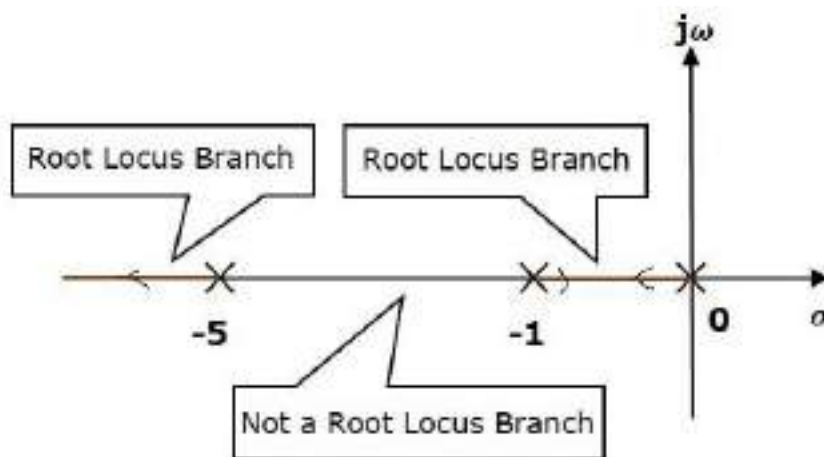 jω
Root Locus Branch
Root Locus Branch
-5
-1
0
σ
Not a Root Locus Branch